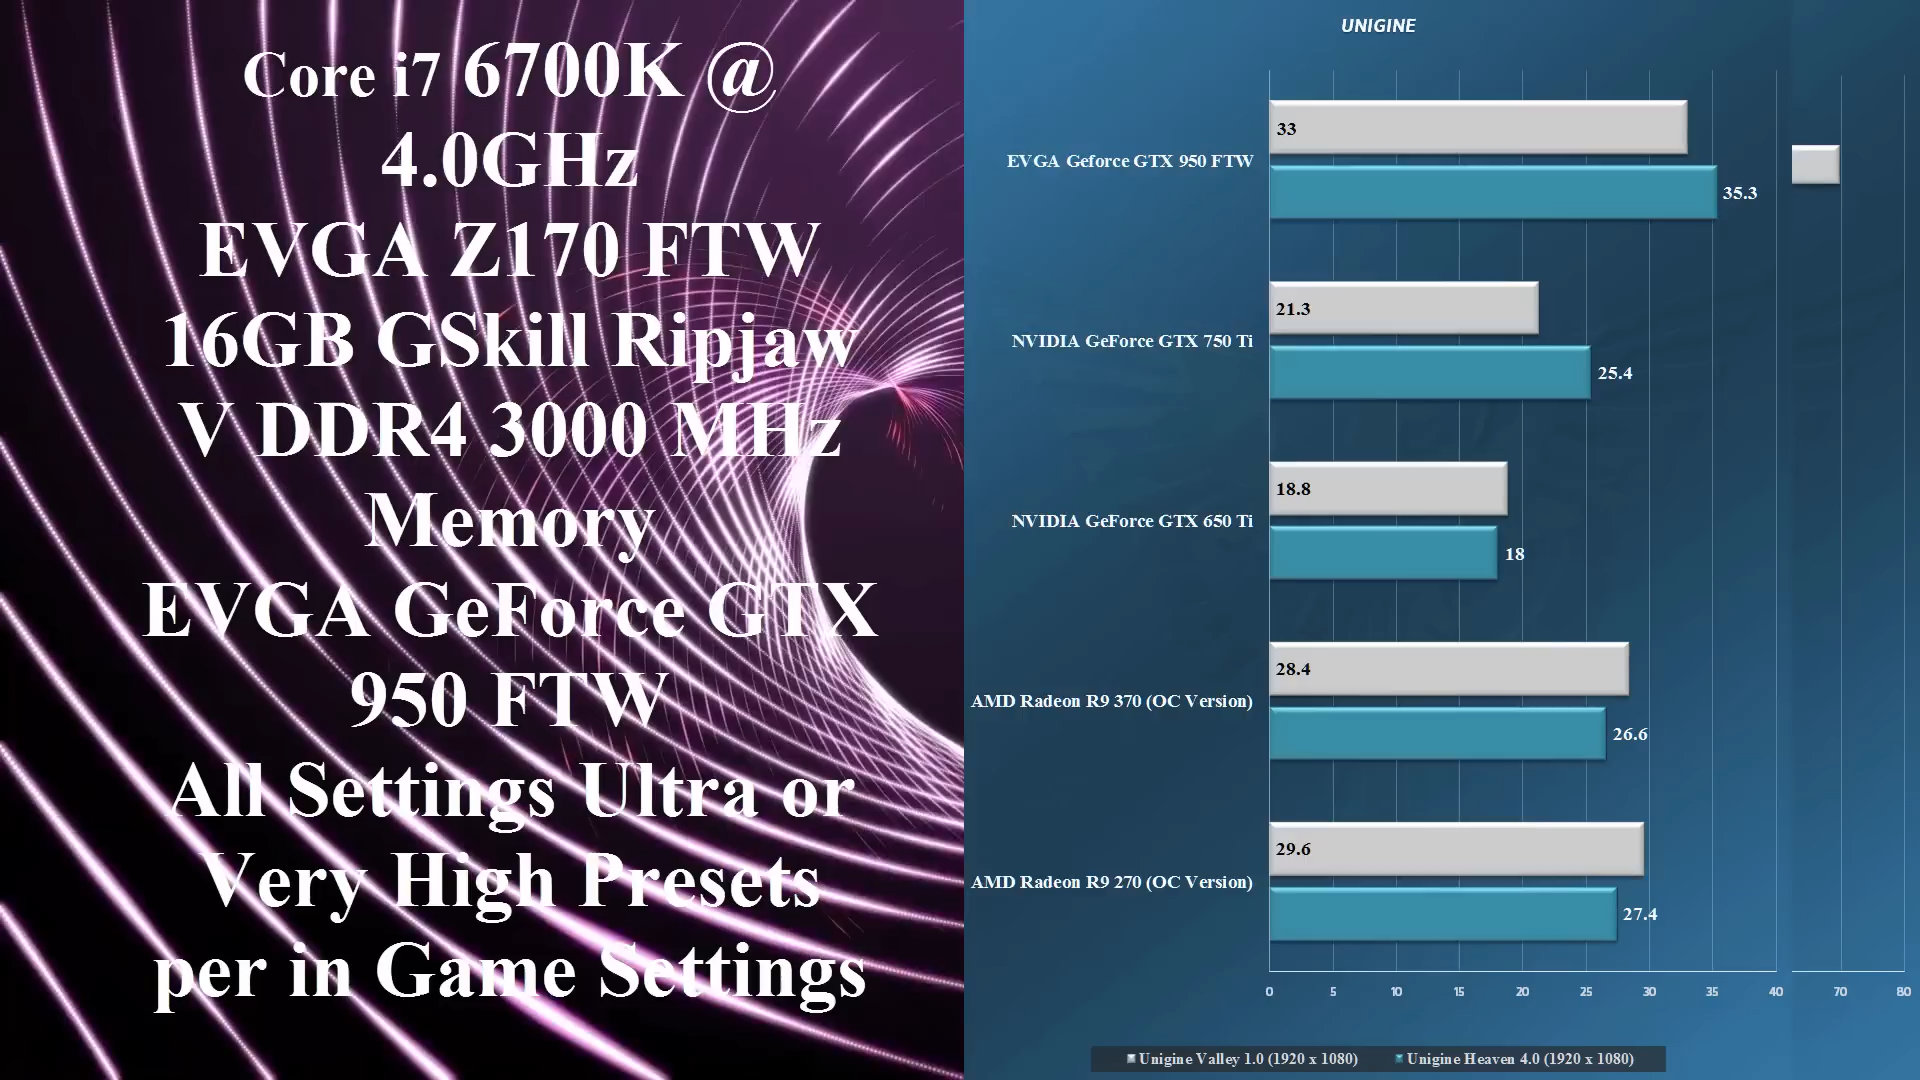 Core i7 6700K @
4.0GHz
EVGA Z170 FTW
16GB GSkill Ripjaw
V DDR4 3000 MHz
Memory
EVGA GeForce GTX
950 FTW
All Settings Ultra or
Very High Presets
per in Game Settings
UNIGINE
EVGA Geforce GTX 950 FTW
33
35.3
NVIDIA GeForce GTX 750 Ti
21.3
25.4
NVIDIA GeForce GTX 650 Ti
18.8
18
AMD Radeon R9 370 (OC Version)
28.4
26.6
AMD Radeon R9 270 (OC Version)
29.6
27.4
0 5 10 15 20 25 30 35 40 70 80
Unigine Valley 1.0 (1920 x 1080) Unigine Heaven 4.0 (1920 x 1080)